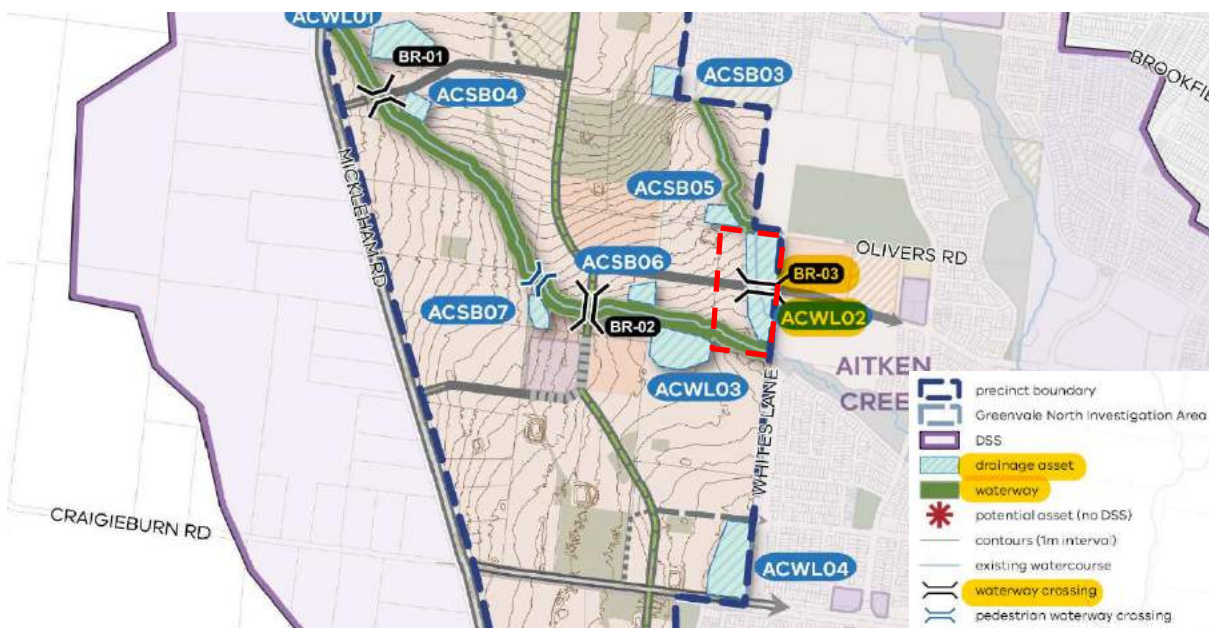 ACWL01
BR-01
ACSB04
ACSB03
BROOKFIE
MICKLEHAM RD
ACSB05
OLIVERS RD
ACSB06
BR-03
ACWL02
ACSB07
BR-02
ACWL03
AITKEN
CREE
WHITES LANE
CRAIGIEBURN RD
ACWL04
precinct boundary
Greenvale North Investigation Area
DSS
drainage asset
waterway
potential asset (no DSS)
contours (1m interval)
existing watercourse
waterway crossing
pedestrian waterway crossing